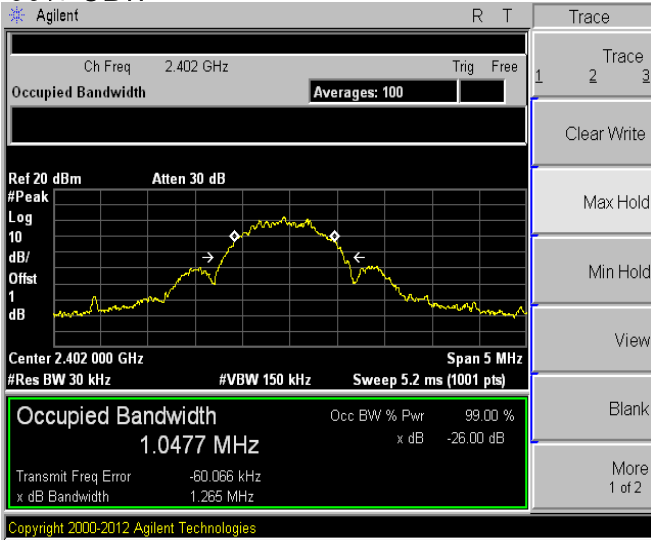 Agilent R T Trace
Ch Freq 2.402 GHz Trig Free
Occupied Bandwidth Averages: 100
Trace
1 2 3
Clear Write
Max Hold
Min Hold
View
Blank
More
1 of 2
Ref 20 dBm Atten 30 dB
#Peak
Log
10
dB/
Offst
1
dB
Center 2.402 000 GHz Span 5 MHz
#Res BW 30 kHz #VBW 150 kHz Sweep 5.2 ms (1001 pts)
Occupied Bandwidth Occ BW % Pwr 99.00 %
1.0477 MHz x dB -26.00 dB
Transmit Freq Error -60.066 kHz
x dB Bandwidth 1.265 MHz
Copyright 2000-2012 Agilent Technologies